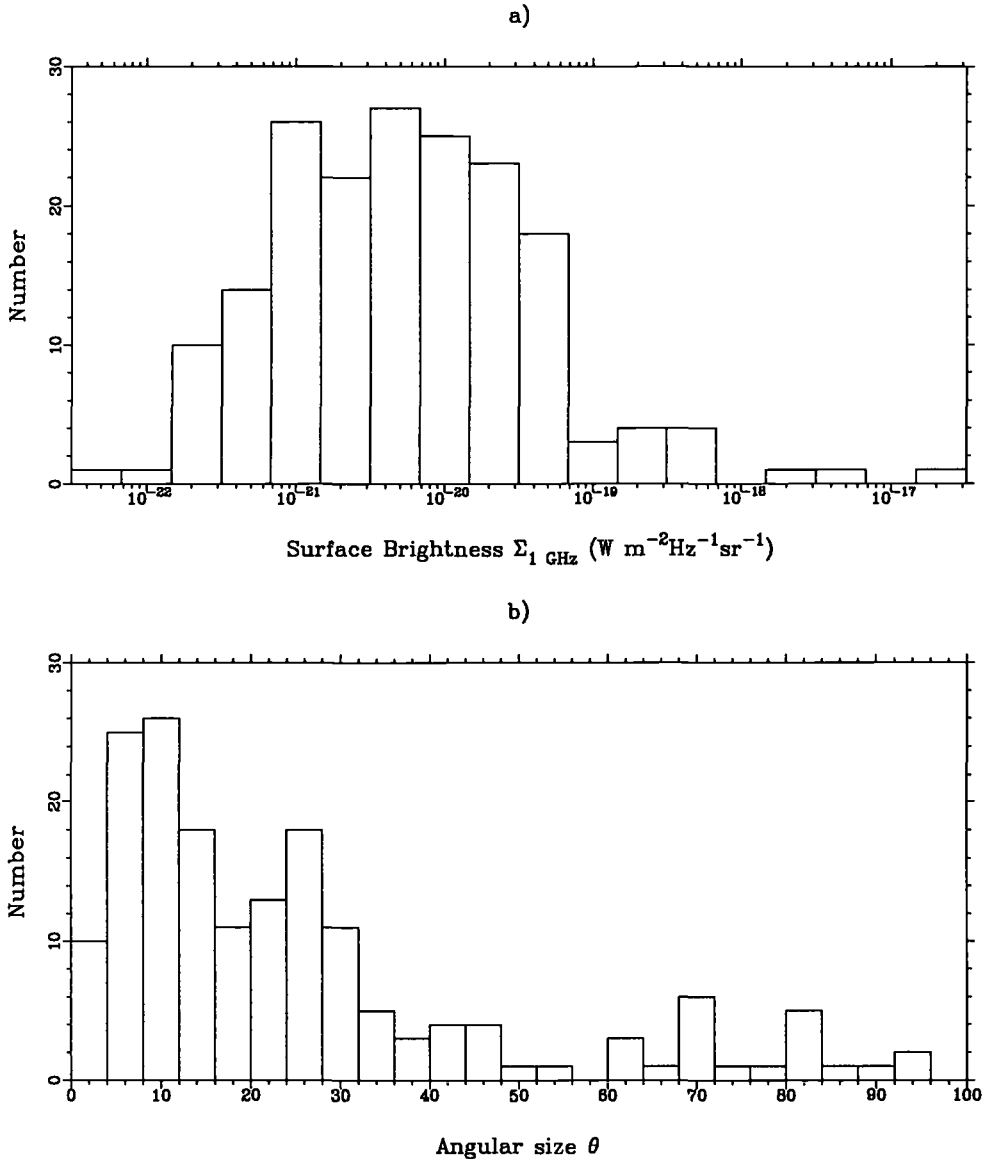 a)
30
20
10
0
Number
10⁻²² 10⁻²¹ 10⁻²⁰ 10⁻¹⁹ 10⁻¹⁸ 10⁻¹⁷
Surface Brightness Σ₁ GHz (W m⁻²Hz⁻¹sr⁻¹)
b)
30
20
10
0
Number
0 10 20 30 40 50 60 70 80 90 100
Angular size θ